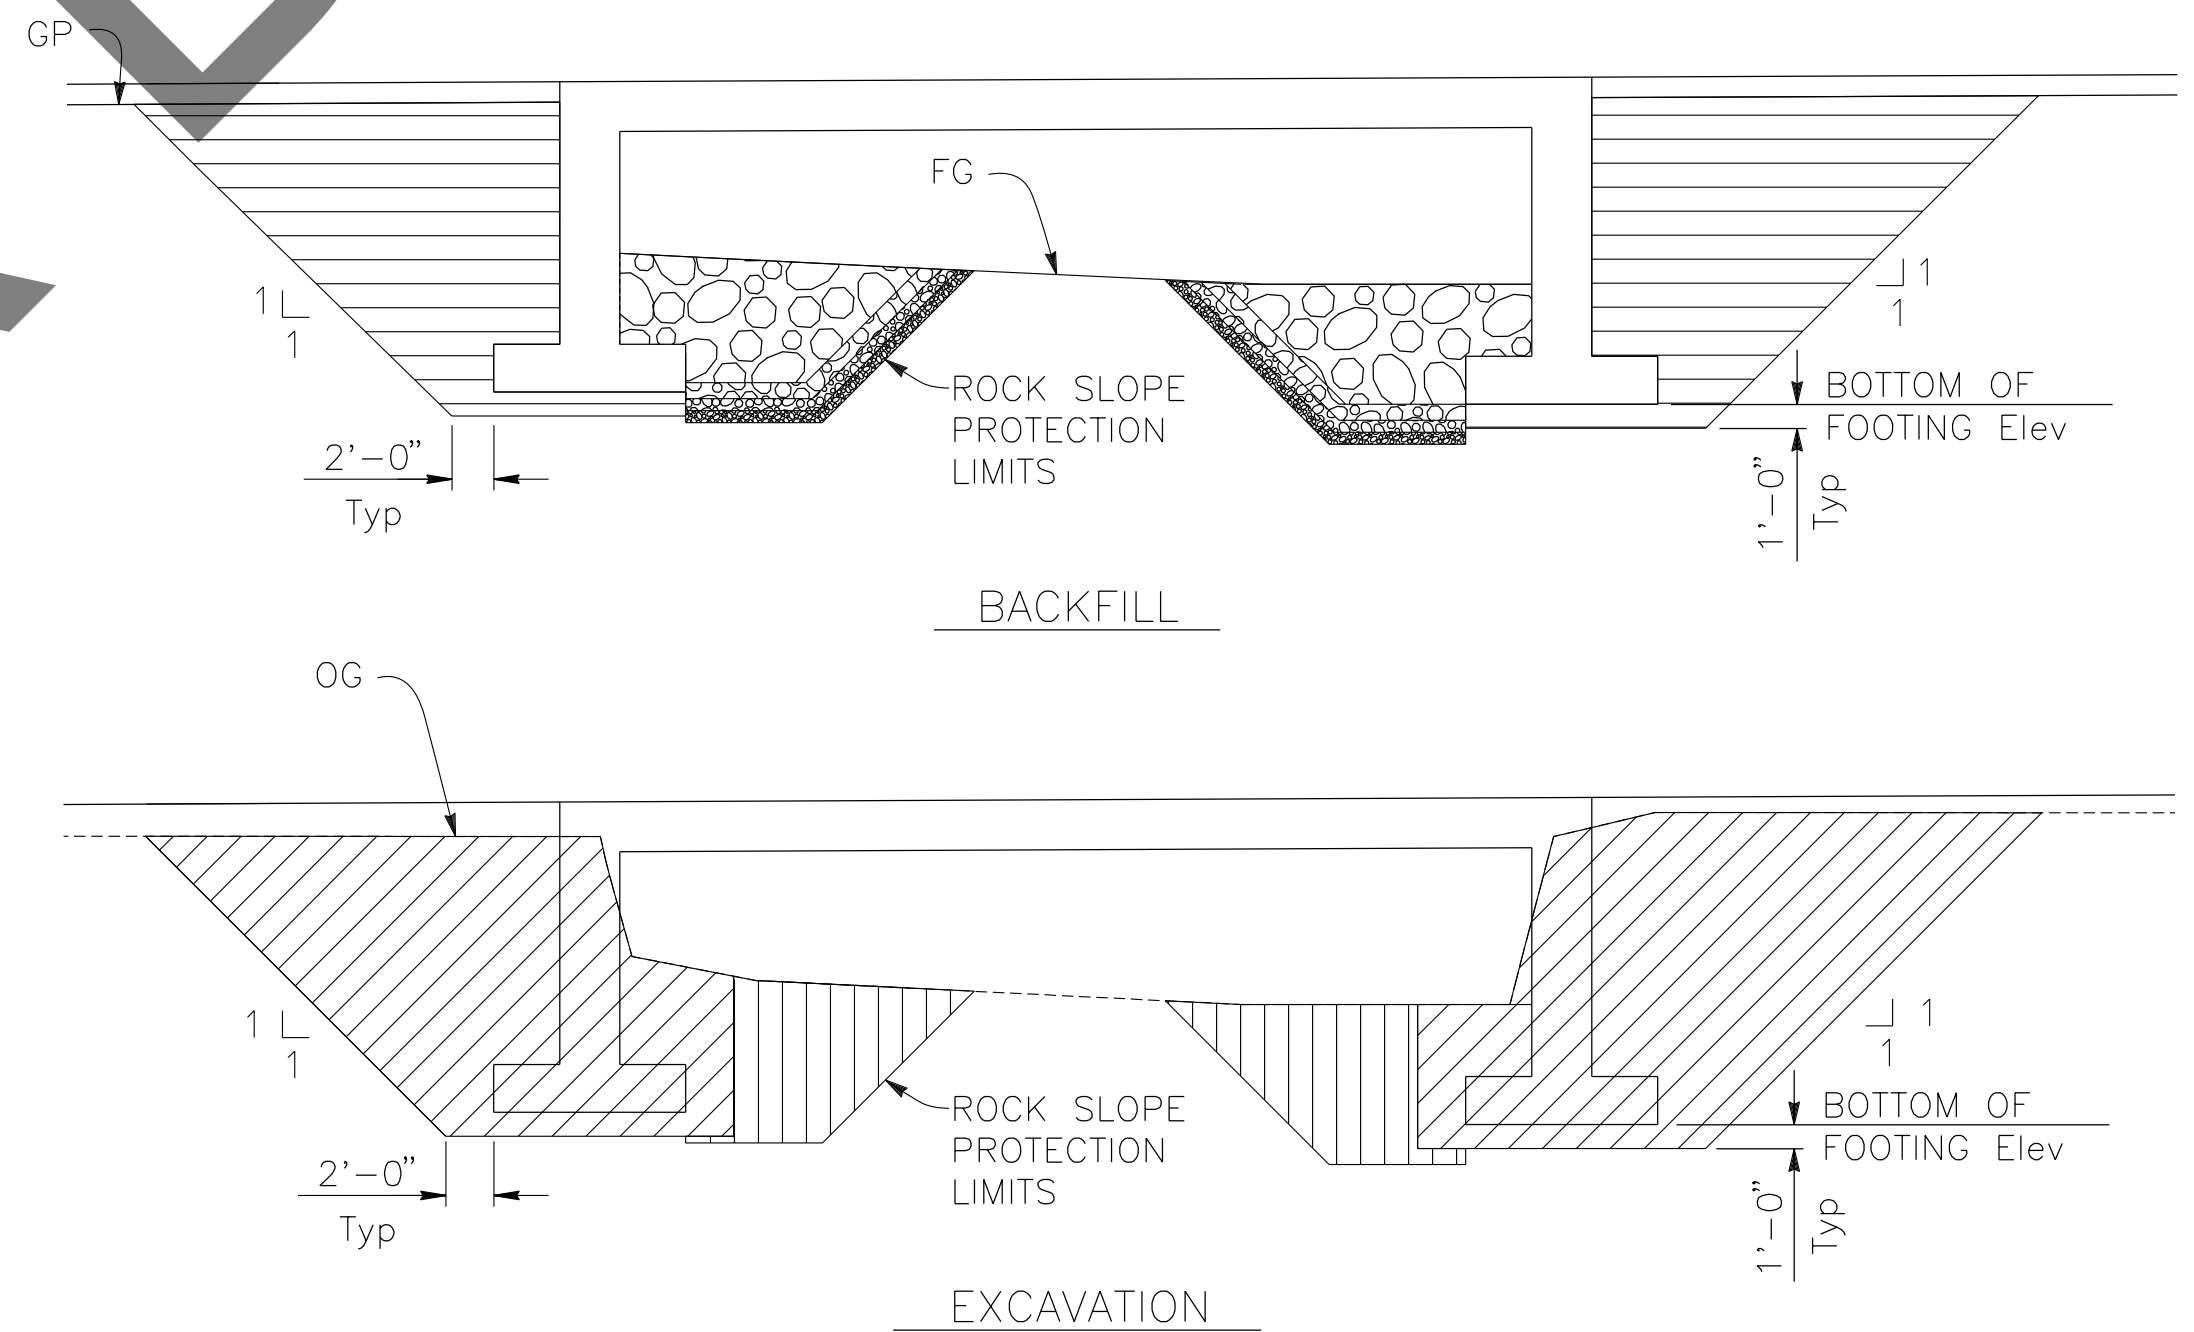 GP
FG
1
1
1
1
ROCK SLOPE
PROTECTION
LIMITS
BOTTOM OF
FOOTING Elev
2'-0"
Typ
1'-0"
Typ
BACKFILL
OG
1
1
1
1
ROCK SLOPE
PROTECTION
LIMITS
BOTTOM OF
FOOTING Elev
2'-0"
Typ
1'-0"
Typ
EXCAVATION